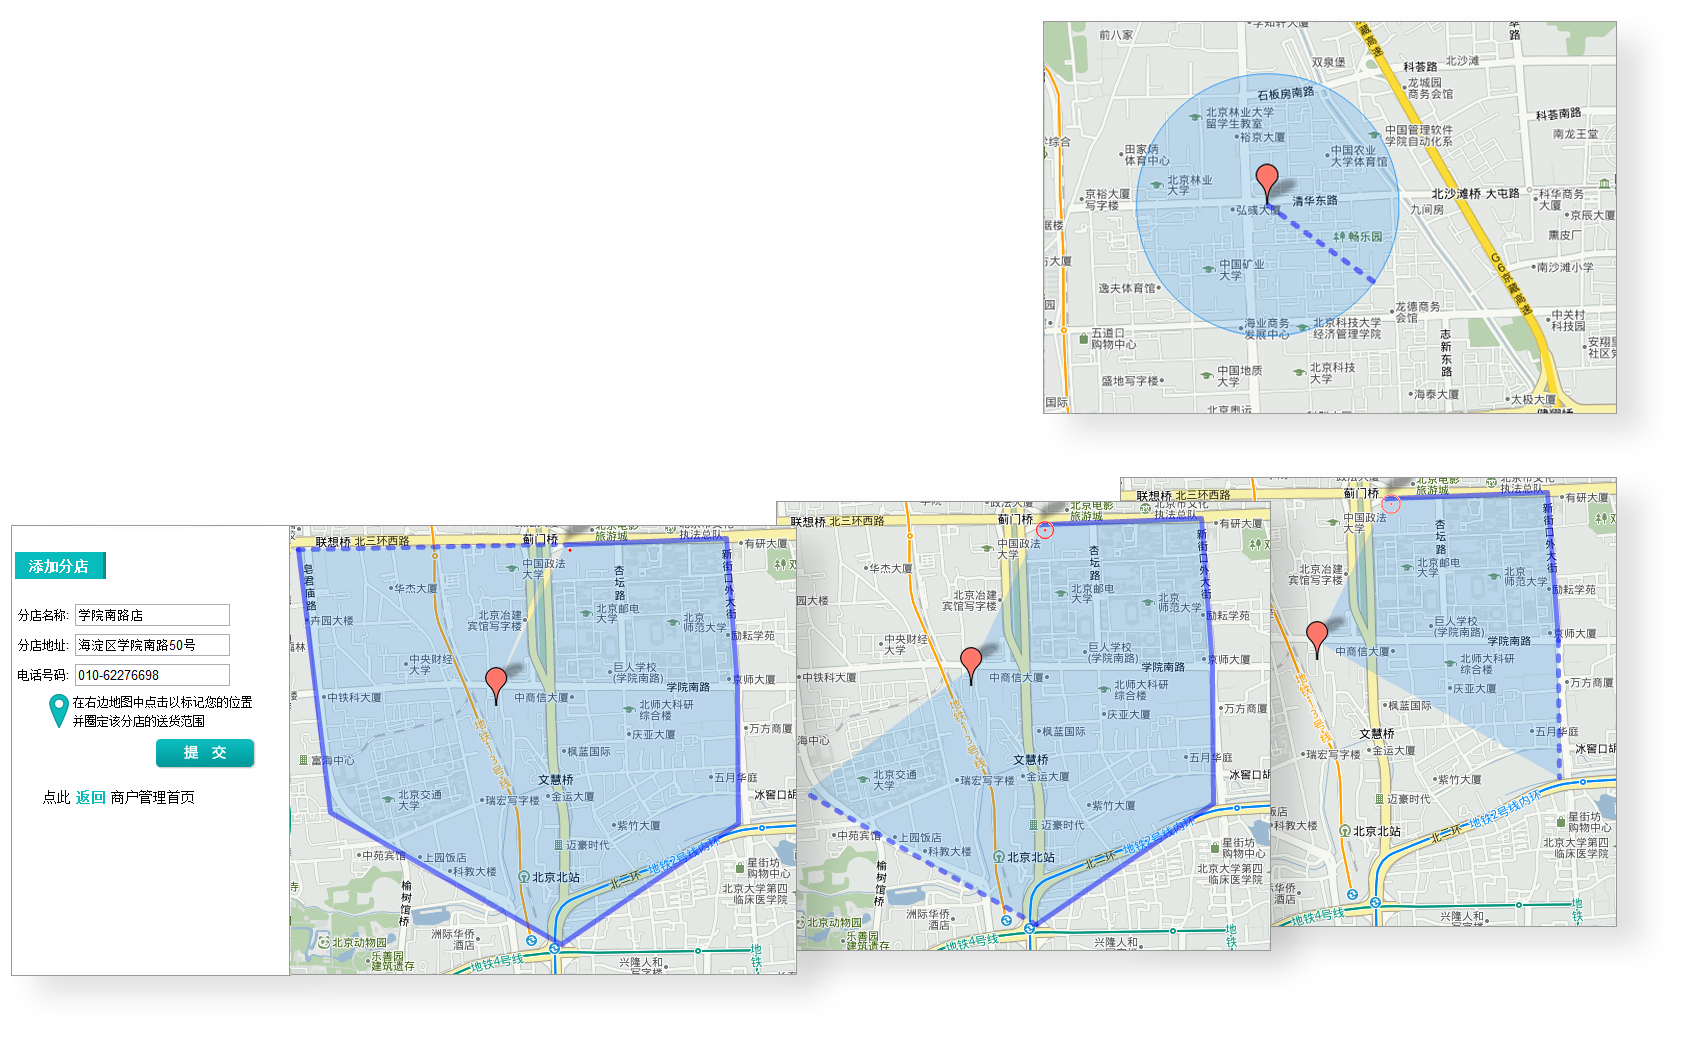 前八家
双泉堡
科荟路
北沙滩
龙城园
商务会馆
石板房南路
科荟南路
北京林业大学
留学生教室
裕京大厦
中国管理软件
学院自动化系
南龙王堂
田家炳
体育中心
中国农业
大学体育馆
北京林业
大学
京裕大厦
写字楼
北沙滩桥 大屯路
科华商务
大厦
清华东路
弘彧大厦
九间房
京辰大厦
畅乐园
熏皮厂
中国矿业
大学
G6京藏高速
南沙滩小学
逸夫体育馆
龙德商务
会馆
中关村
科技园
五道口
购物中心
海业商务
发展中心
北京科技大学
经济管理学院
志新东路
盛地写字楼
中国地质
大学
北京科技
大学
海泰大厦
太极大厦
国际
添加分店
分店名称: 学院南路店
分店地址: 海淀区学院南路50号
电话号码: 010-62276698
在右边地图中点击以标记您的位置
并圈定该分店的送货范围
提 交
点此 返回 商户管理首页
联想桥 北三环西路
蓟门桥
旅游城
执法总队
有研大厦
皂君庙路
华杰大厦
中国政法
大学
杏坛路
新街口外大街
卉园大厦
北京冶建
宾馆写字楼
北京邮电
大学
北京
师范大学
励耘学苑
中央财经
大学
巨人学校
(学院南路)
学院南路
京师大厦
中铁科大厦
中商信大厦
北师大科研
综合楼
万方商厦
地铁13号线
庆亚大厦
富海中心
枫蓝国际
文慧桥
五月华庭
北京交通
大学
瑞宏写字楼
金运大厦
冰窖口胡
紫竹大厦
迈豪时代
地铁2号线内环
中苑宾馆
上园饭店
科教大楼
北京北站
北二环
星街坊
购物中心
榆树馆桥
北京大学第四
临床医学院
北京动物园
洲际华侨
酒店
乐善园
建筑遗存
地铁4号线
兴隆人和
写字楼
地铁
联想桥 北三环西路
蓟门桥
北京电影
旅游城
执法总队
有研大厦
华杰大厦
中国政法
大学
杏坛路
新街口外大街
园大楼
北京冶建
宾馆写字楼
北京邮电
大学
北京
师范大学
励耘学苑
中央财经
大学
巨人学校
(学院南路)
学院南路
京师大厦
中铁科大厦
中商信大厦
北师大科研
综合楼
万方商厦
地铁13号线
庆亚大厦
海中心
枫蓝国际
文慧桥
五月华庭
北京交通
大学
瑞宏写字楼
金运大厦
冰窖口胡
紫竹大厦
迈豪时代
地铁2号线内环
中苑宾馆
上园饭店
科教大楼
北京北站
北二环
星街坊
购物中心
榆树馆桥
北京大学第四
临床医学院
北京动物园
洲际华侨
酒店
乐善园
建筑遗存
地铁4号线
兴隆人和
地铁
联想桥 北三环西路
蓟门桥
北京电影
旅游城
执法总队
有研大厦
中国政法
大学
杏坛路
新街口外大街
北京冶建
宾馆写字楼
北京邮电
大学
北京
师范大学
励耘学苑
巨人学校
(学院南路)
学院南路
京师大厦
中商信大厦
北师大科研
综合楼
万方商厦
地铁13号线
庆亚大厦
枫蓝国际
文慧桥
五月华庭
瑞宏写字楼
金运大厦
冰窖口胡
紫竹大厦
迈豪时代
地铁2号线内环
科教大楼
北京北站
北二环
星街坊
购物中心
北京大学第四
临床医学院
洲际华侨
酒店
地铁4号线
兴隆人和
地铁